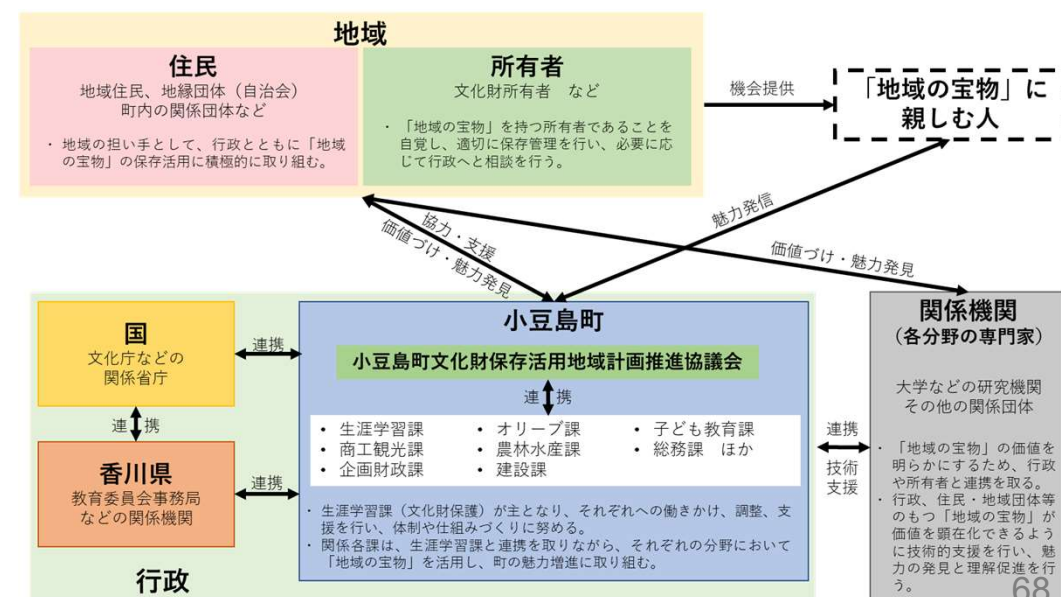 地域
住民
地域住民、地縁団体（自治会）
町内の関係団体など
・ 地域の担い手として、行政とともに「地域
の宝物」の保存活用に積極的に取り組む。
所有者
文化財所有者　など
・ 「地域の宝物」を持つ所有者であることを
自覚し、適切に保存管理を行い、必要に応
じて行政へと相談を行う。
機会提供
「地域の宝物」に
親しむ人
協力・支援
価値づけ・魅力発見
魅力発信
価値づけ・魅力発見
国
文化庁などの
関係省庁
連携
連携
香川県
教育委員会事務局
などの関係機関
連携
行政
小豆島町
小豆島町文化財保存活用地域計画推進協議会
連携
• 生涯学習課
• 商工観光課
• 企画財政課
• オリーブ課
• 農林水産課
• 建設課
• 子ども教育課
• 総務課　ほか
・ 生涯学習課（文化財保護）が主となり、それぞれへの働きかけ、調整、支
援を行い、体制や仕組みづくりに努める。
・ 関係各課は、生涯学習課と連携を取りながら、それぞれの分野において
「地域の宝物」を活用し、町の魅力増進に取り組む。
連携
技術
支援
関係機関
（各分野の専門家）
大学などの研究機関
その他の関係団体
・ 「地域の宝物」の価値を
明らかにするため、行政
や所有者と連携を取る。
・ 行政、住民・地域団体等
のもつ「地域の宝物」が
価値を顕在化できるよう
に技術的支援を行い、魅
力の発見と理解促進を行
う。
68